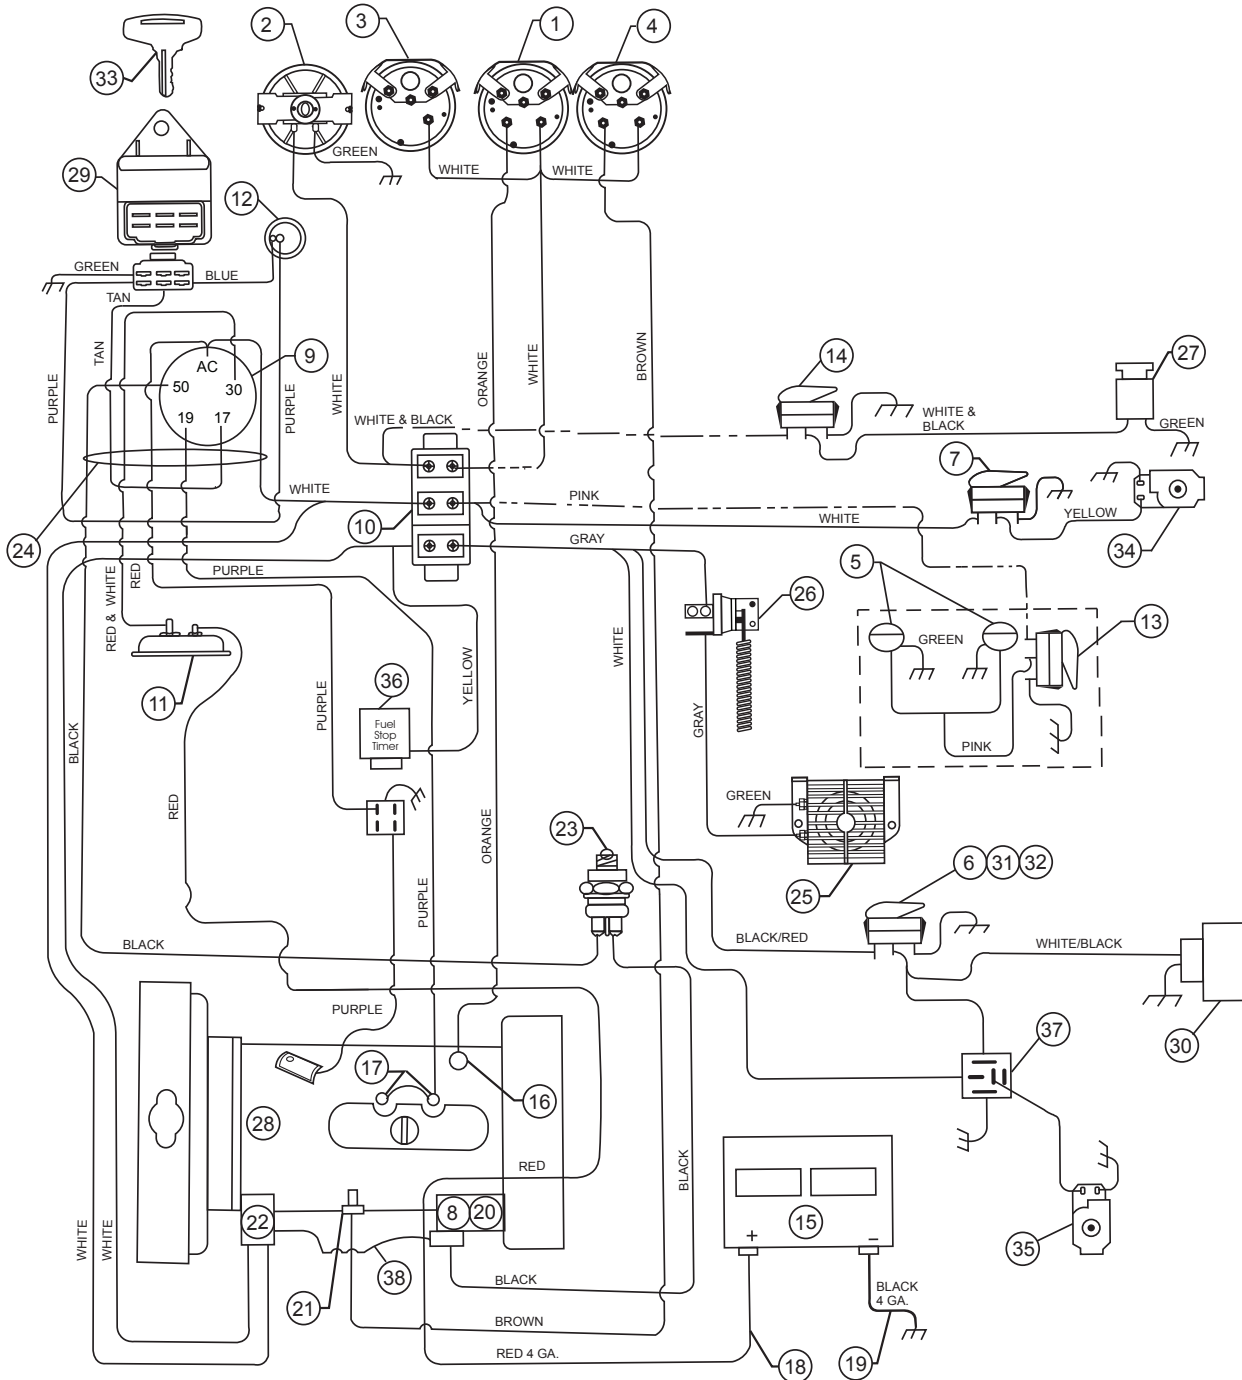 3
1
4
2
33
GREEN
WHITE
WHITE
29
12
GREEN
BLUE
TAN
TAN
AC
9
50
30
19
17
PURPLE
PURPLE
WHITE
ORANGE
WHITE
BROWN
14
27
WHITE & BLACK
WHITE &
BLACK
GREEN
7
24
WHITE
10
PINK
WHITE
YELLOW
34
GRAY
RED & WHITE
RED
PURPLE
5
26
13
GREEN
11
36
YELLOW
WHITE
Fuel
Stop
Timer
PURPLE
BLACK
GRAY
PINK
RED
GREEN
ORANGE
23
25
6
31
32
PURPLE
BLACK
BLACK/RED
WHITE/BLACK
PURPLE
30
37
17
16
28
RED
BLACK
WHITE
WHITE
22
8
20
15
+
–
35
38
BLACK
BLACK
4 GA.
21
BROWN
RED 4 GA.
18
19